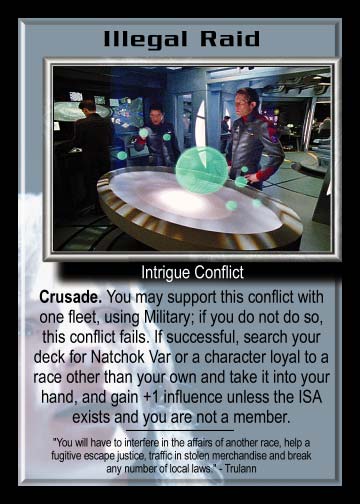 Illegal Raid
Intrigue Conflict
Crusade. You may support this conflict with
one fleet, using Military; if you do not do so,
this conflict fails. If successful, search your
deck for Natchok Var or a character loyal to a
race other than your own and take it into your
hand, and gain +1 influence unless the ISA
exists and you are not a member.
"You will have to interfere in the affairs of another race, help a
fugitive escape justice, traffic in stolen merchandise and break
any number of local laws." - Trulann